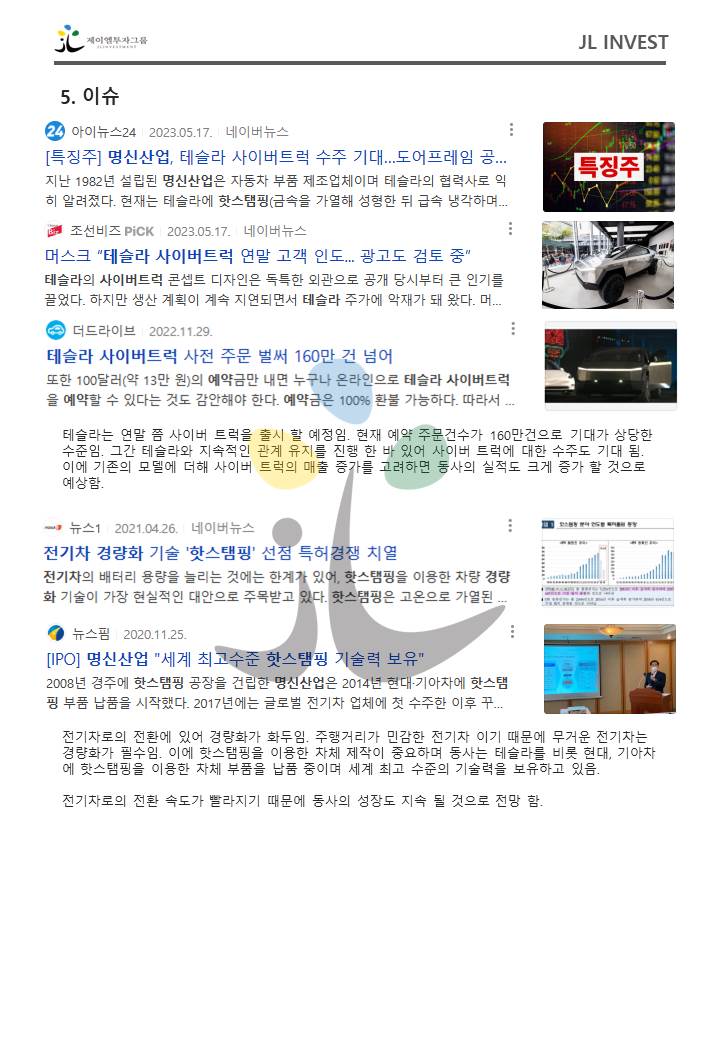 제이엘투자그룹
JL INVESTMENT
JL INVEST
5. 이슈
24 아이뉴스24 2023.05.17. 네이버뉴스
[특징주] 명신산업, 테슬라 사이버트럭 수주 기대...도어프레임 공...
지난 1982년 설립된 명신산업은 자동차 부품 제조업체이며 테슬라의 협력사로 익
히 알려졌다. 현재는 테슬라에 핫스탬핑(금속을 가열해 성형한 뒤 급속 냉각하며...
특징주
조선비즈 PiCK 2023.05.17. 네이버뉴스
머스크 “테슬라 사이버트럭 연말 고객 인도... 광고도 검토 중”
테슬라의 사이버트럭 콘셉트 디자인은 독특한 외관으로 공개 당시부터 큰 인기를
끌었다. 하지만 생산 계획이 계속 지연되면서 테슬라 주가에 악재가 돼 왔다. 머...
더드라이브 2022.11.29.
테슬라 사이버트럭 사전 주문 벌써 160만 건 넘어
또한 100달러(약 13만 원)의 예약금만 내면 누구나 온라인으로 테슬라 사이버트럭
을 예약할 수 있다는 것도 감안해야 한다. 예약금은 100% 환불 가능하다. 따라서 ...
테슬라는 연말 쯤 사이버 트럭을 출시 할 예정임. 현재 예약 주문건수가 160만건으로 기대가 상당한
수준임. 그간 테슬라와 지속적인 관계 유지를 진행 한 바 있어 사이버 트럭에 대한 수주도 기대 됨.
이에 기존의 모델에 더해 사이버 트럭의 매출 증가를 고려하면 동사의 실적도 크게 증가 할 것으로
예상함.
뉴스1 2021.04.26. 네이버뉴스
전기차 경량화 기술 '핫스탬핑' 선점 특허경쟁 치열
전기차의 배터리 용량을 늘리는 것에는 한계가 있어, 핫스탬핑을 이용한 차량 경량
화 기술이 가장 현실적인 대안으로 주목받고 있다. 핫스탬핑은 고온으로 가열된 ...
뉴스핌 2020.11.25.
[IPO] 명신산업 "세계 최고수준 핫스탬핑 기술력 보유"
2008년 경주에 핫스탬핑 공장을 건립한 명신산업은 2014년 현대·기아차에 핫스탬
핑 부품 납품을 시작했다. 2017년에는 글로벌 전기차 업체에 첫 수주한 이후 꾸...
전기차로의 전환에 있어 경량화가 화두임. 주행거리가 민감한 전기차 이기 때문에 무거운 전기차는
경량화가 필수임. 이에 핫스탬핑을 이용한 차체 제작이 중요하며 동사는 테슬라를 비롯 현대, 기아차
에 핫스탬핑을 이용한 차체 부품을 납품 중이며 세계 최고 수준의 기술력을 보유하고 있음.
전기차로의 전환 속도가 빨라지기 때문에 동사의 성장도 지속 될 것으로 전망 함.